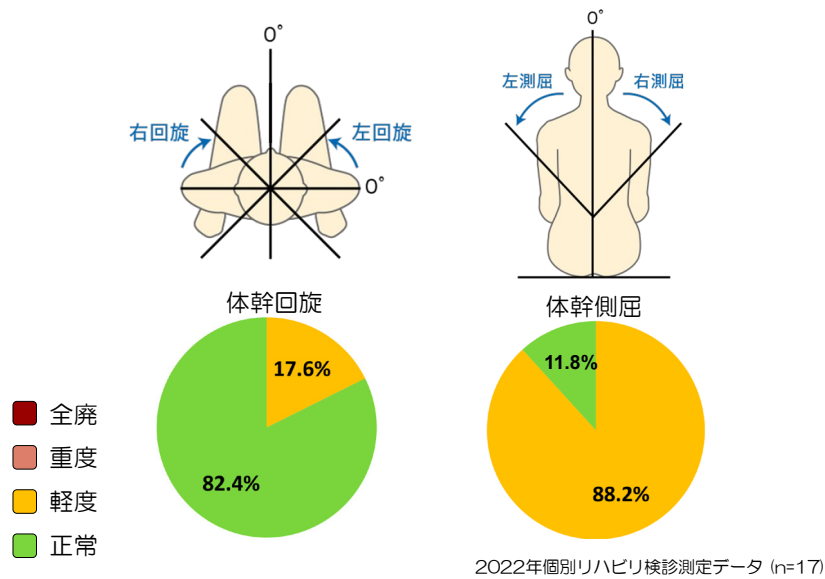 0°
右回旋
左回旋
0°
0°
左測屈
右測屈
体幹回旋
17.6%
82.4%
体幹側屈
11.8%
88.2%
全廃
重度
軽度
正常
2022年個別リハビリ検診測定データ (n=17)